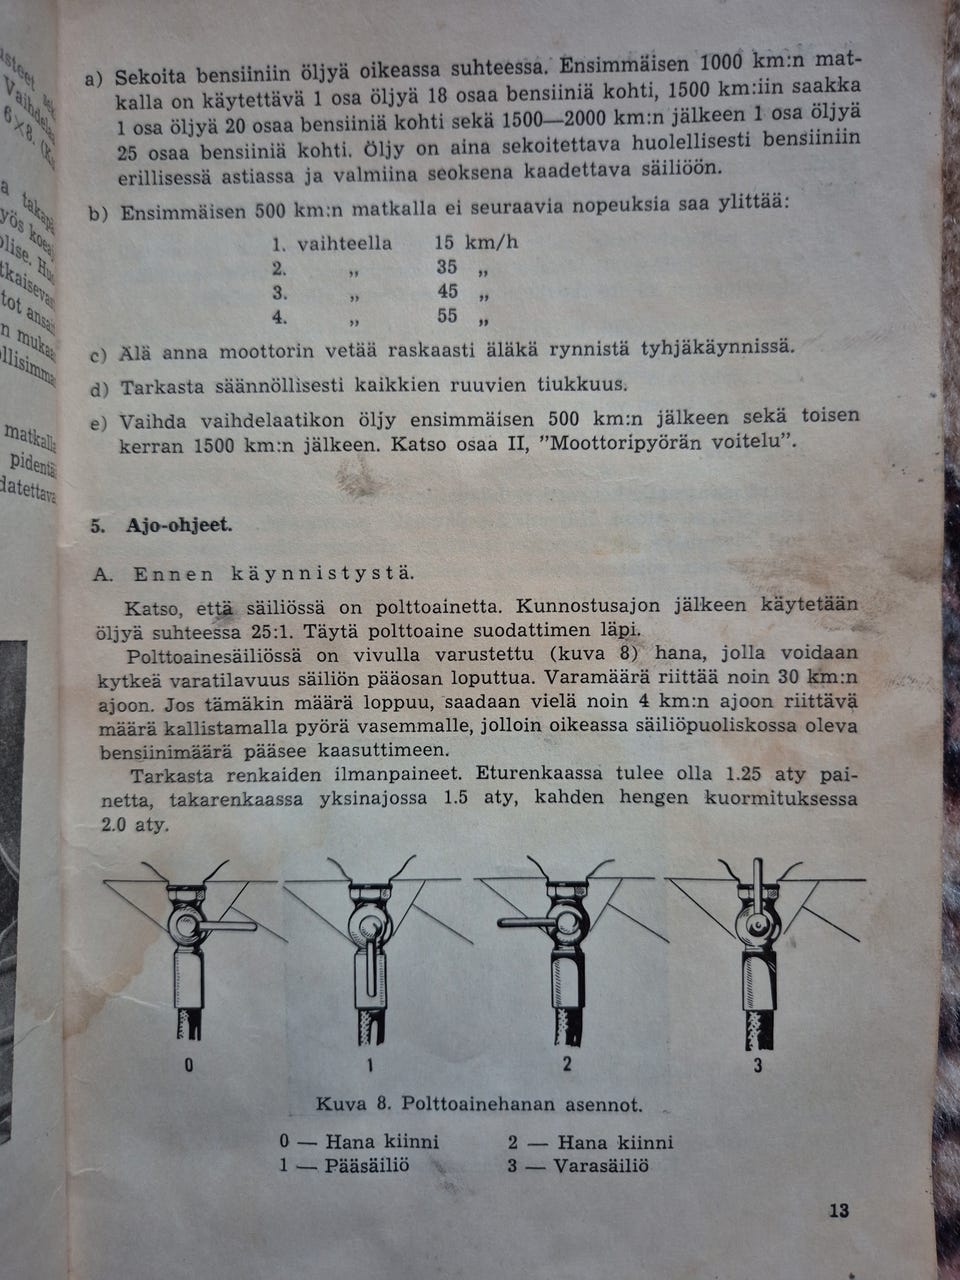 a) Sekoita bensiiniin öljyä oikeassa suhteessa. Ensimmäisen 1000 km:n mat-
kalla on käytettävä 1 osa öljyä 18 osaa bensiiniä kohti, 1500 km:iin saakka
1 osa öljyä 20 osaa bensiiniä kohti sekä 1500—2000 km:n jälkeen 1 osa öljyä
25 osaa bensiiniä kohti. Öljy on aina sekoitettava huolellisesti bensiiniin
erillisessä astiassa ja valmiina seoksena kaadettava säiliöön.
b) Ensimmäisen 500 km:n matkalla ei seuraavia nopeuksia saa ylittää:
1. vaihteella 15 km/h
2. „ 35 „
3. „ 45 „
4. „ 55 „
c) Älä anna moottorin vetää raskaasti äläkä rynnistä tyhjäkäynnissä.
d) Tarkasta säännöllisesti kaikkien ruuvien tiukkuus.
e) Vaihda vaihdelaatikon öljy ensimmäisen 500 km:n jälkeen sekä toisen
kerran 1500 km:n jälkeen. Katso osaa II, ”Moottoripyörän voitelu”.
5. Ajo-ohjeet.
A. Ennen käynnistystä.
Katso, että säiliössä on polttoainetta. Kunnostusajon jälkeen käytetään
öljyä suhteessa 25:1. Täytä polttoaine suodattimen läpi.
Polttoainesäiliössä on vivulla varustettu (kuva 8) hana, jolla voidaan
kytkeä varatilavuus säiliön pääosan loputtua. Varamäärä riittää noin 30 km:n
ajoon. Jos tämäkin määrä loppuu, saadaan vielä noin 4 km:n ajoon riittävä
määrä kallistamalla pyörä vasemmalle, jolloin oikeassa säiliöpuoliskossa oleva
bensiinimäärä pääsee kaasuttimeen.
Tarkasta renkaiden ilmanpaineet. Eturenkaassa tulee olla 1.25 aty pai-
netta, takarenkaassa yksinajossa 1.5 aty, kahden hengen kuormituksessa
2.0 aty.
0 1 2 3
Kuva 8. Polttoainehanan asennot.
0 — Hana kiinni 2 — Hana kiinni
1 — Pääsäiliö 3 — Varasäiliö
13